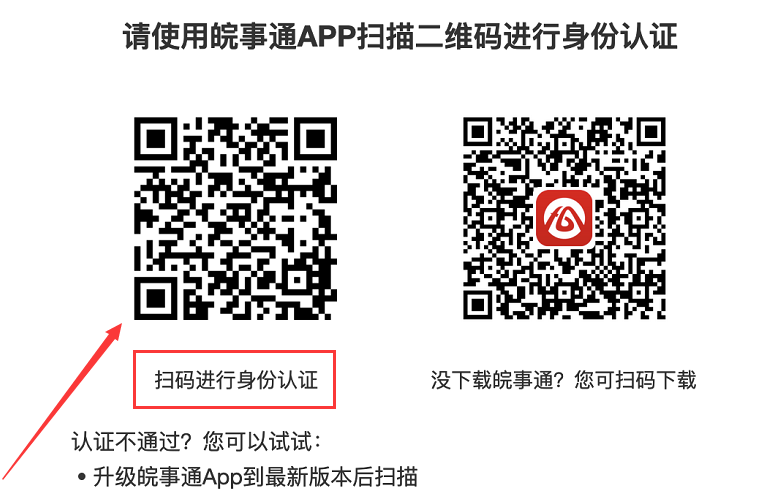 请使用皖事通APP扫描二维码进行身份认证
扫码进行身份认证
没下载皖事通？您可扫码下载
认证不通过？您可以试试：
• 升级皖事通App到最新版本后扫描